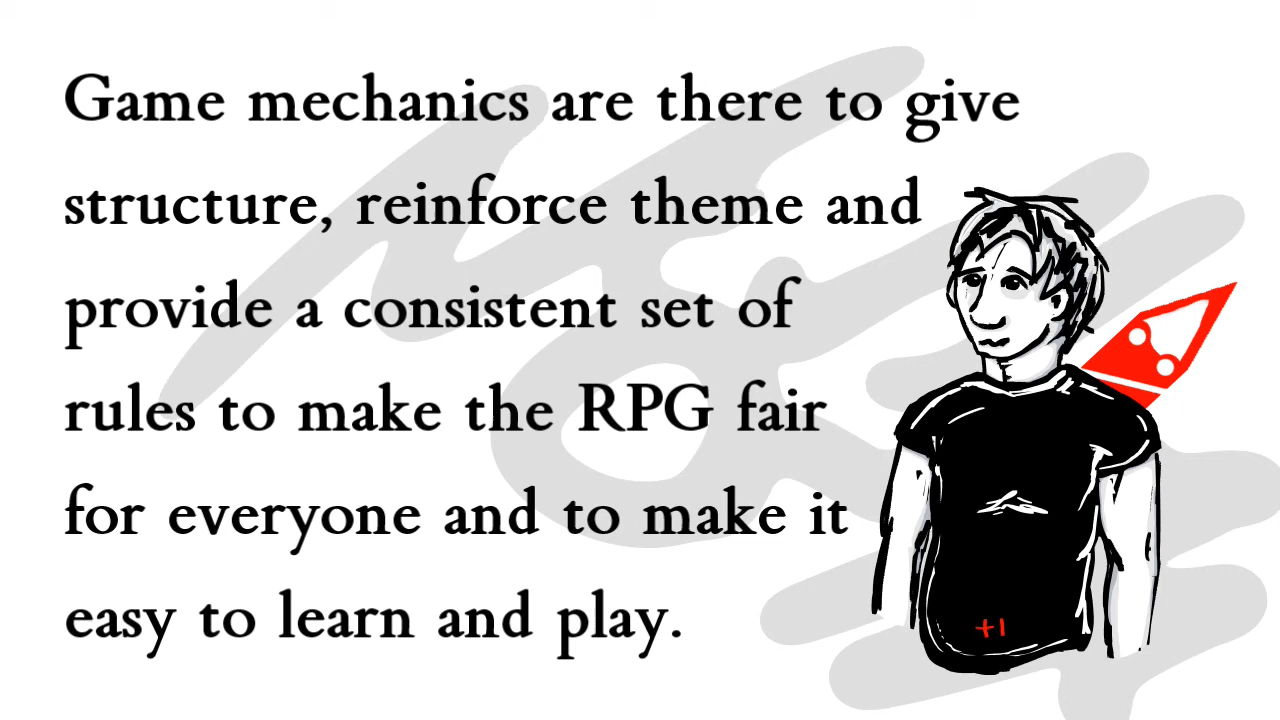 Game mechanics are there to give
structure, reinforce theme and
provide a consistent set of
rules to make the RPG fair
for everyone and to make it
easy to learn and play.
+1